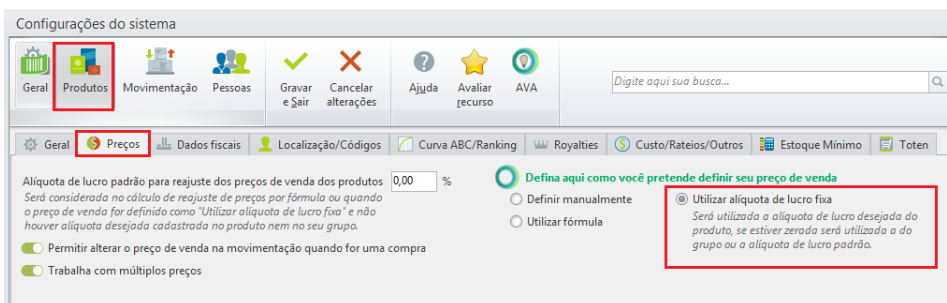 Configurações do sistema
Geral
Produtos
Movimentação
Pessoas
Gravar e Sair
Cancelar alterações
Ajuda
Avaliar recurso
AVA
Digite aqui sua busca...
Geral
Preços
Dados fiscais
Localização/Códigos
Curva ABC/Ranking
Royalties
Custo/Rateios/Outros
Estoque Mínimo
Toten
Alíquota de lucro padrão para reajuste dos preços de venda dos produtos 0,00 %
Será considerada no cálculo de reajuste de preços por fórmula ou quando
o preço de venda for definido como "Utilizar alíquota de lucro fixa" e não
houver alíquota desejada cadastrada no produto nem no seu grupo.
Permitir alterar o preço de venda na movimentação quando for uma compra
Trabalha com múltiplos preços
Defina aqui como você pretende definir seu preço de venda
Definir manualmente
Utilizar fórmula
Utilizar alíquota de lucro fixa
Será utilizada a alíquota de lucro desejada do
produto, se estiver zerada será utilizada a do
grupo ou a alíquota de lucro padrão.